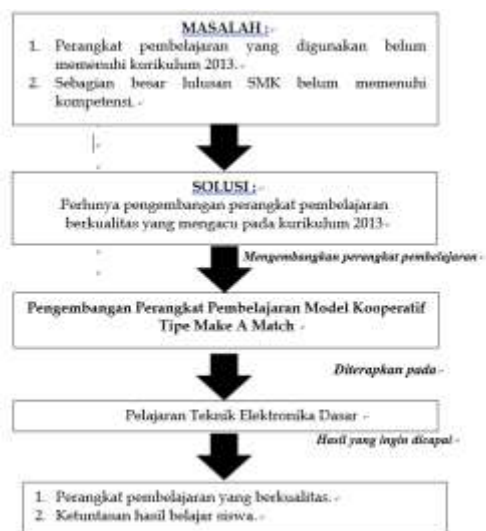 MASALAH :
1. Perangkat pembelajaran yang digunakan belum
memenuhi kurikulum 2013.
2. Sebagian besar lulusan SMK belum memenuhi
kompetensi.
SOLUSI :
Perlunya pengembangan perangkat pembelajaran
berkualitas yang mengacu pada kurikulum 2013
Mengembangkan perangkat pembelajaran
Pengembangan Perangkat Pembelajaran Model Kooperatif
Tipe Make A Match
Diterapkan pada
Pelajaran Teknik Elektronika Dasar
Hasil yang ingin dicapai
1. Perangkat pembelajaran yang berkualitas.
2. Ketuntasan hasil belajar siswa.